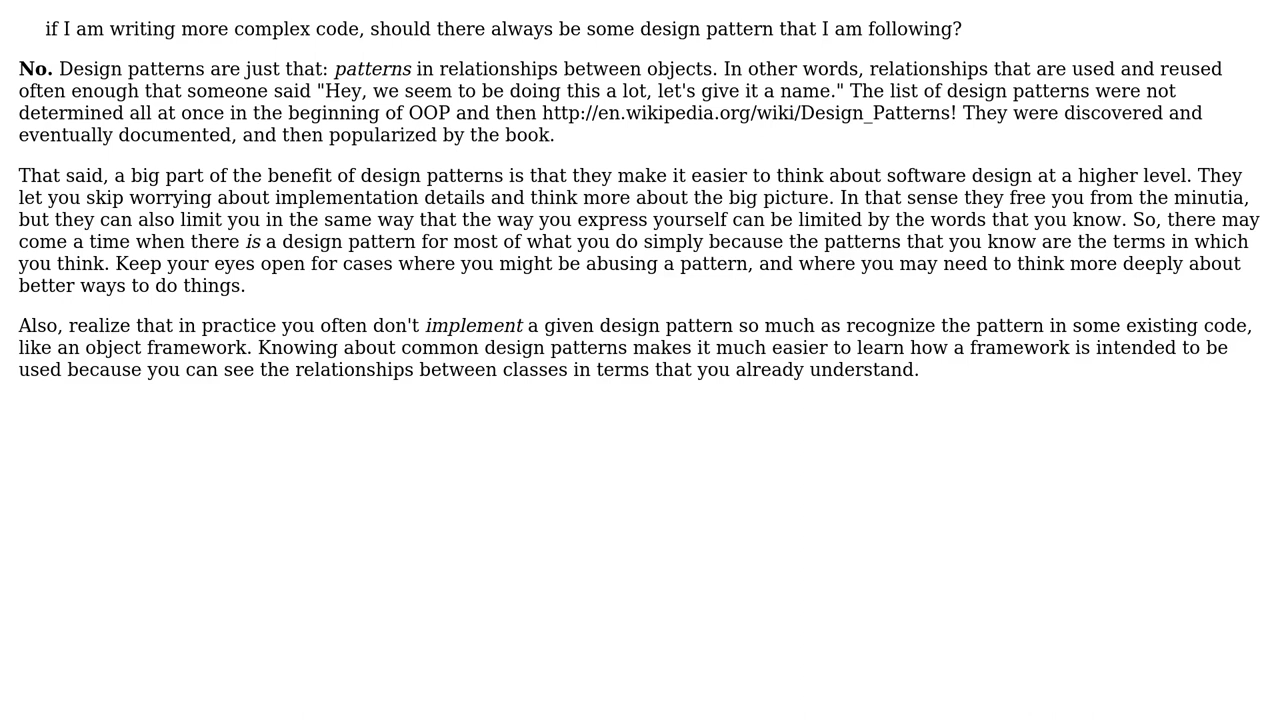 if I am writing more complex code, should there always be some design pattern that I am following?
No. Design patterns are just that: patterns in relationships between objects. In other words, relationships that are used and reused
often enough that someone said "Hey, we seem to be doing this a lot, let's give it a name." The list of design patterns were not
determined all at once in the beginning of OOP and then http://en.wikipedia.org/wiki/Design_Patterns! They were discovered and
eventually documented, and then popularized by the book.
That said, a big part of the benefit of design patterns is that they make it easier to think about software design at a higher level. They
let you skip worrying about implementation details and think more about the big picture. In that sense they free you from the minutia,
but they can also limit you in the same way that the way you express yourself can be limited by the words that you know. So, there may
come a time when there is a design pattern for most of what you do simply because the patterns that you know are the terms in which
you think. Keep your eyes open for cases where you might be abusing a pattern, and where you may need to think more deeply about
better ways to do things.
Also, realize that in practice you often don't implement a given design pattern so much as recognize the pattern in some existing code,
like an object framework. Knowing about common design patterns makes it much easier to learn how a framework is intended to be
used because you can see the relationships between classes in terms that you already understand.